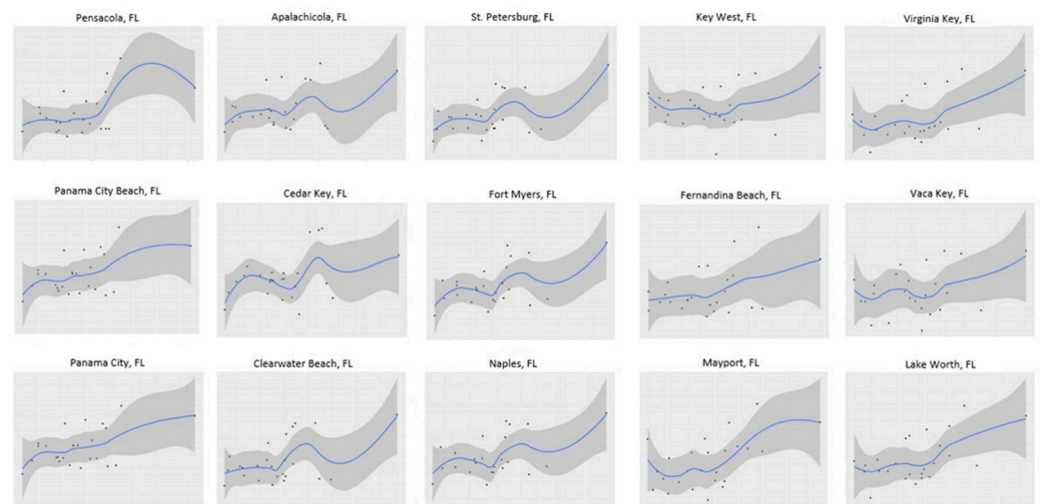 Pensacola, FL
Apalachicola, FL
St. Petersburg, FL
Key West, FL
Virginia Key, FL
Panama City Beach, FL
Cedar Key, FL
Fort Myers, FL
Fernandina Beach, FL
Vaca Key, FL
Panama City, FL
Clearwater Beach, FL
Naples, FL
Mayport, FL
Lake Worth, FL